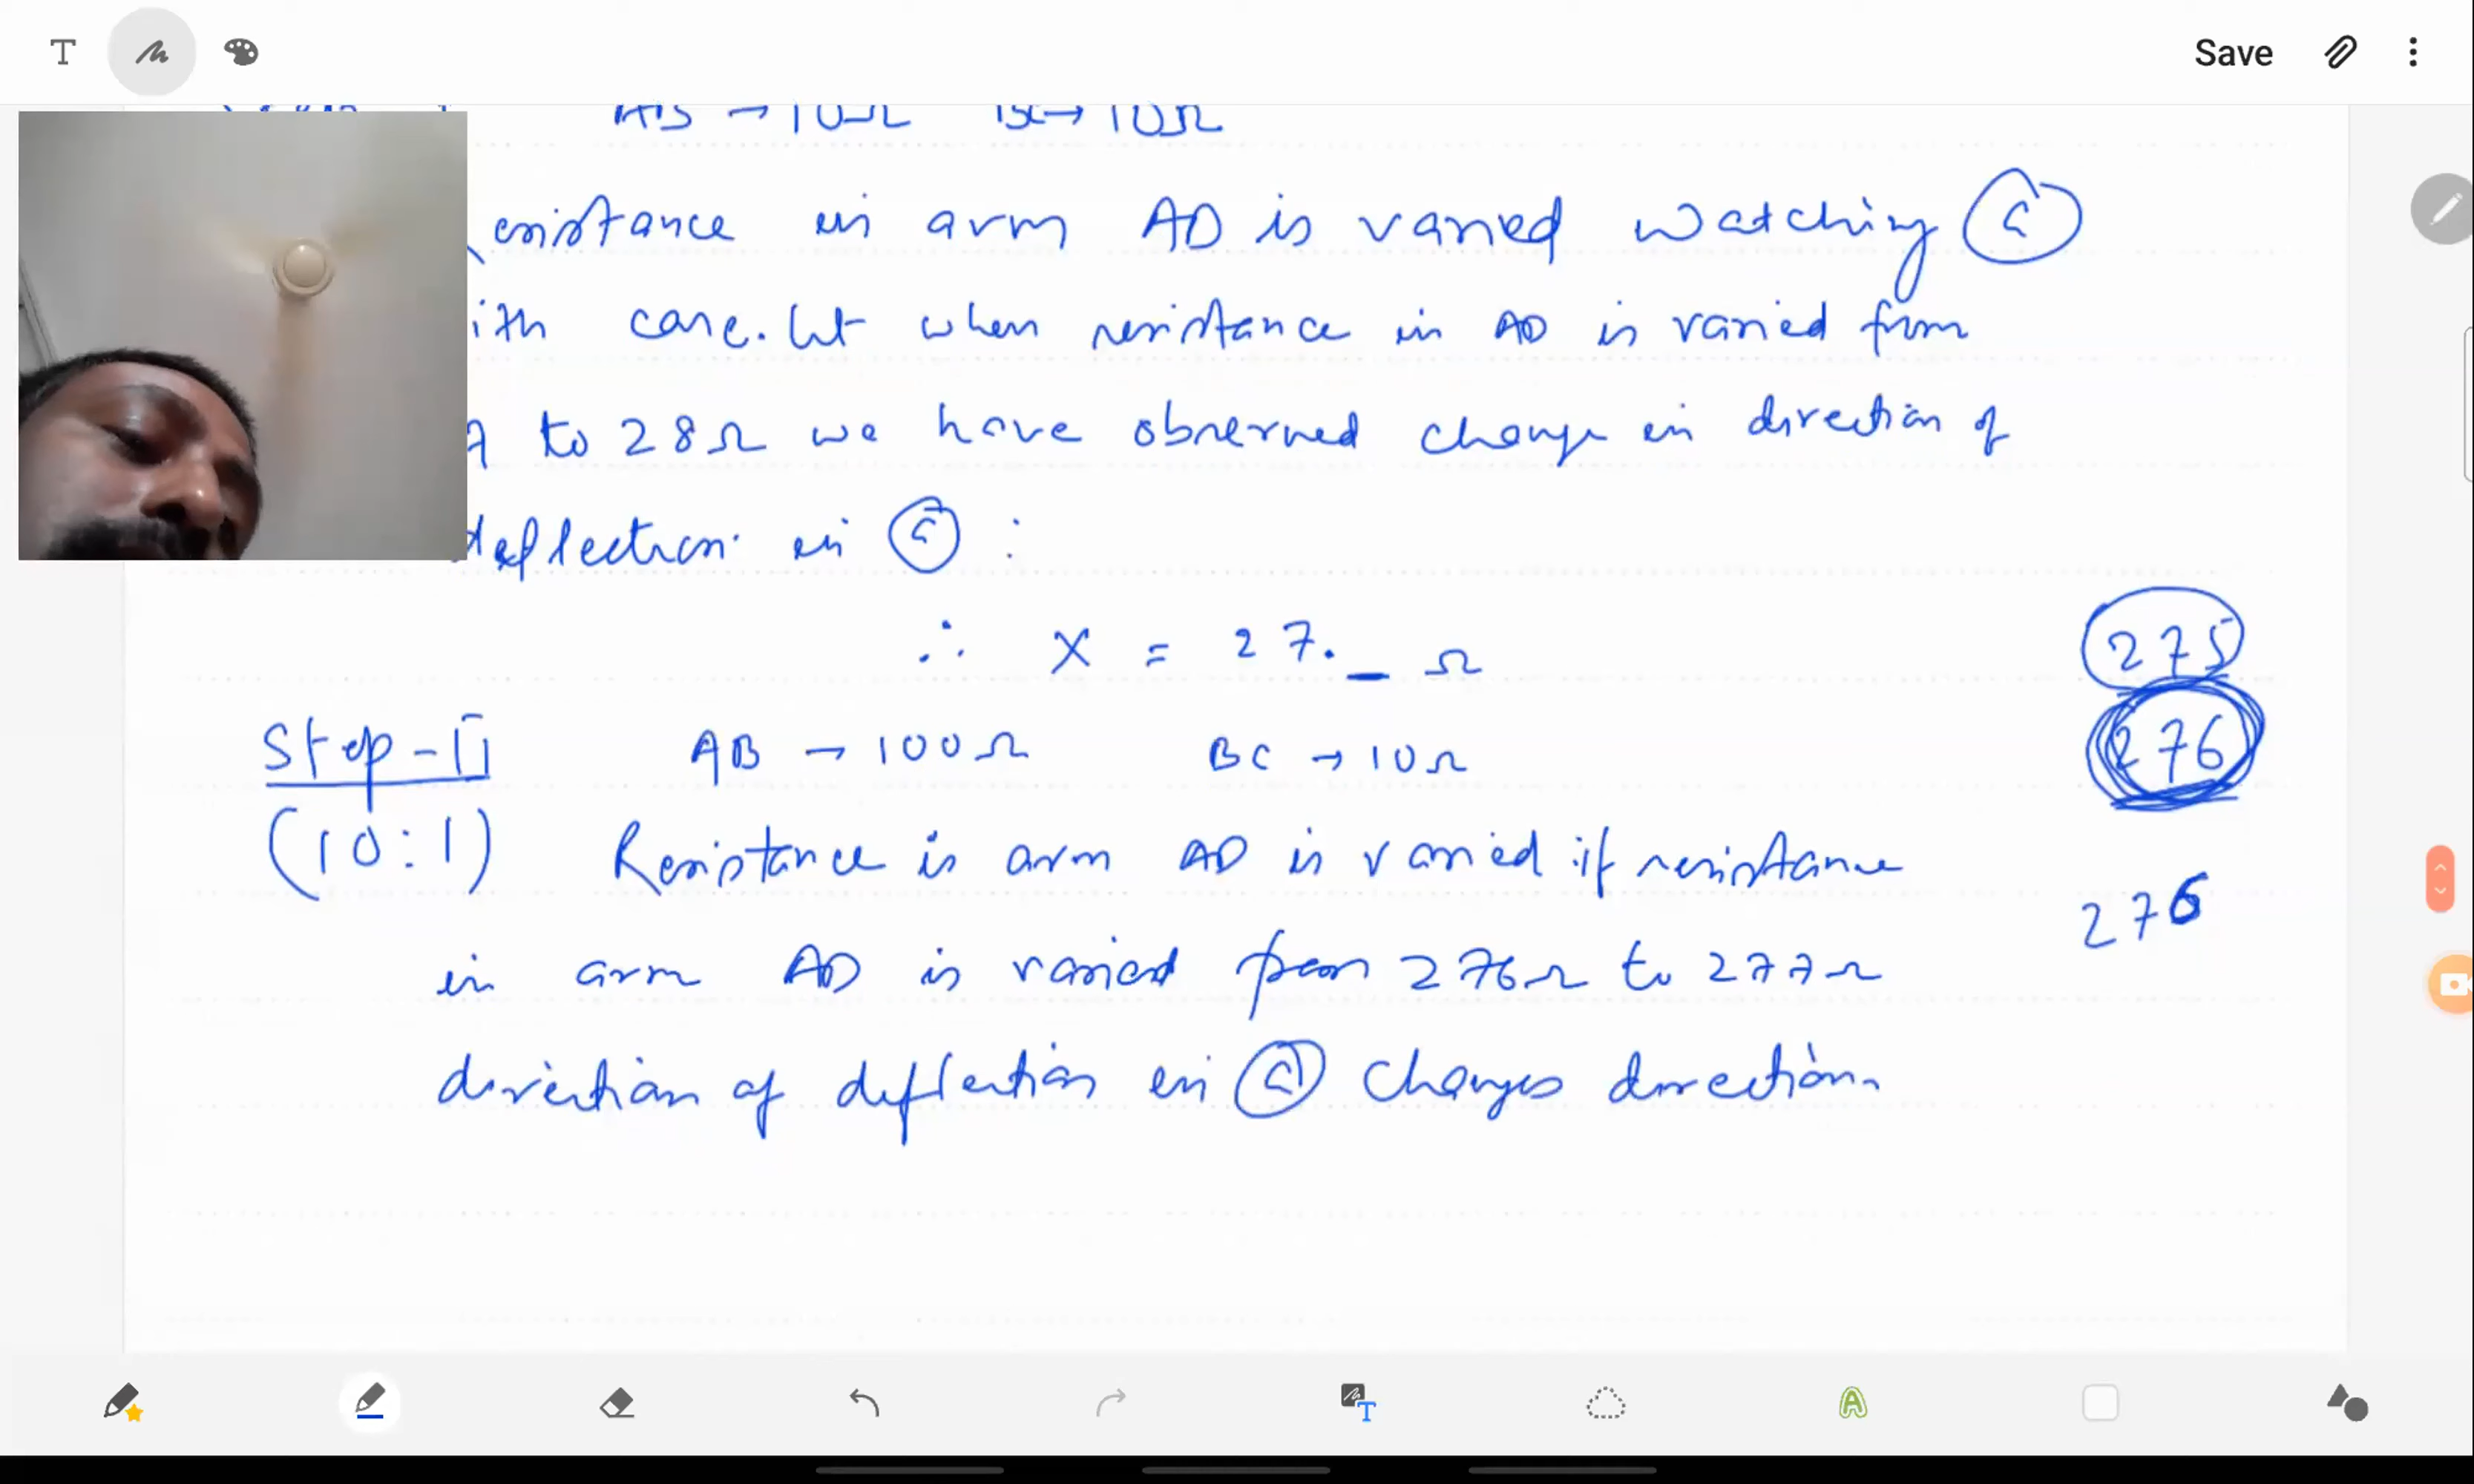 Save
AB → 10Ω BC → 10Ω
Resistance in arm AD is varied watching G
with care. Let when resistance in AD is varied from
to 28Ω we have observed change in direction of
deflection in G :
∴ X = 27._ Ω
275
276
Step-II AB → 100Ω BC → 10Ω
(10:1) Resistance is arm AD is varied if resistance
276
in arm AD is varied from 276Ω to 277Ω
direction of deflection in G changes direction.